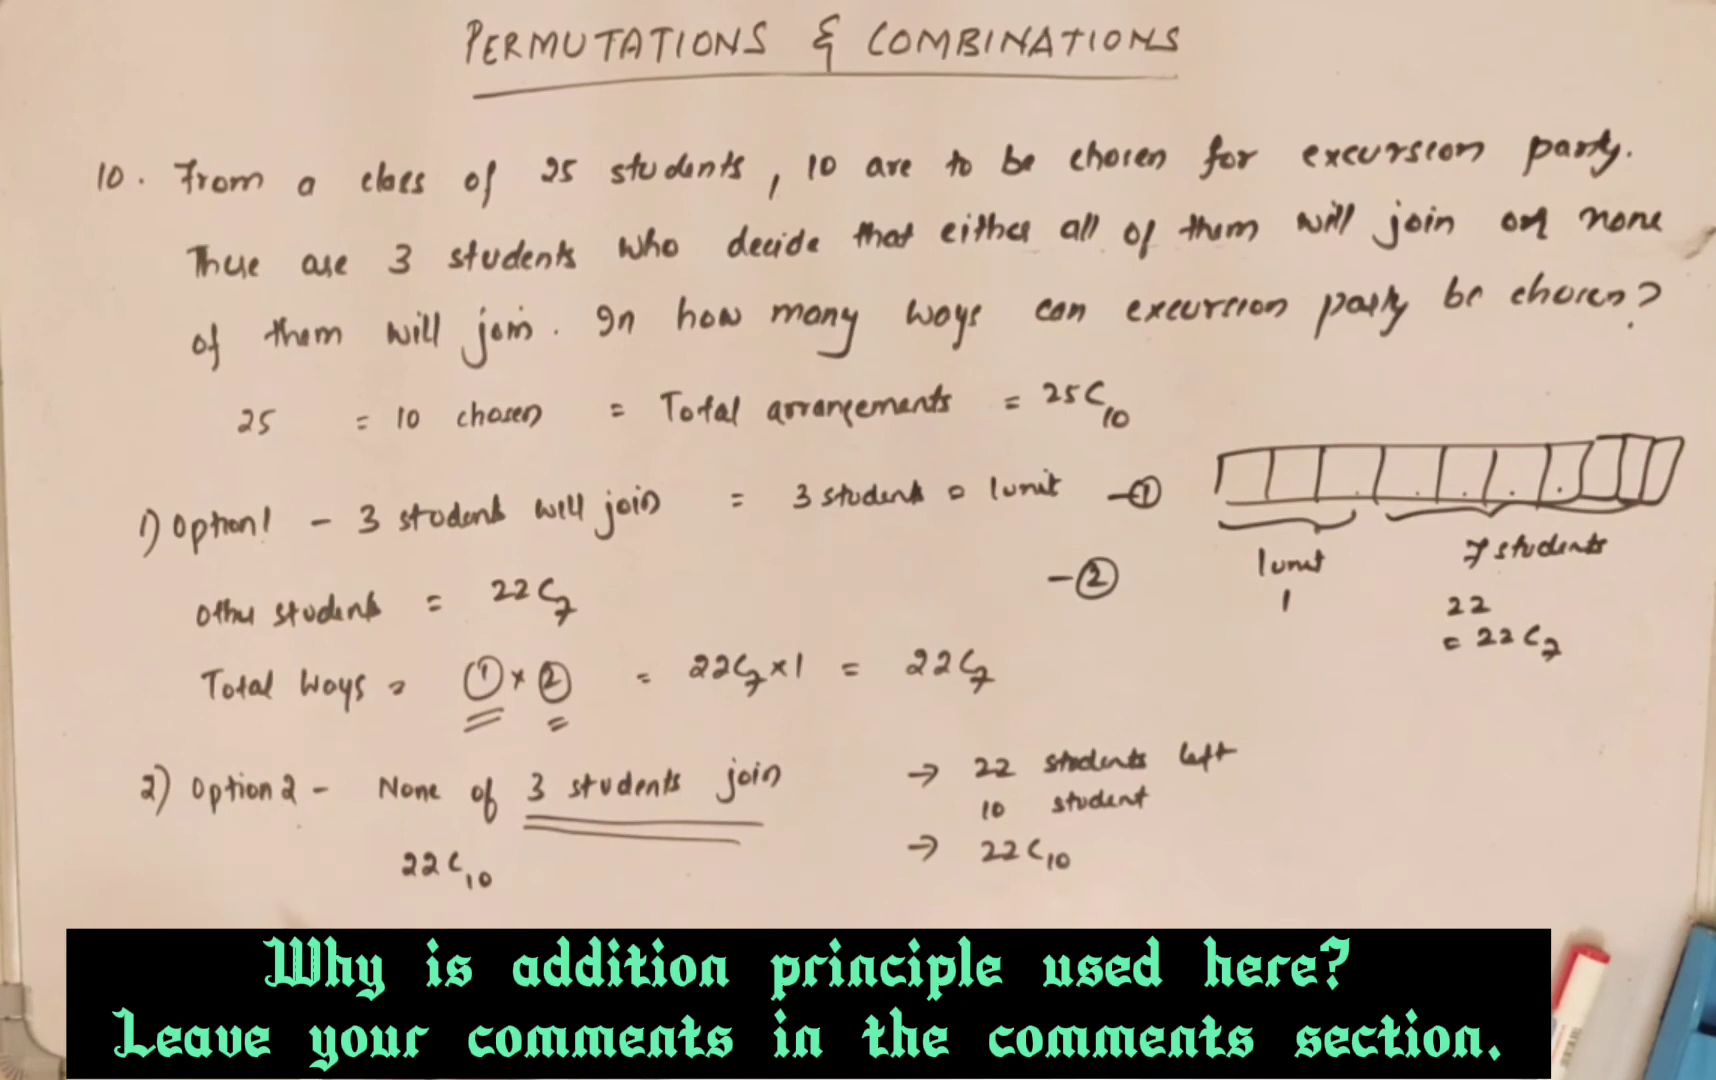 PERMUTATIONS & COMBINATIONS
10. From a class of 25 students, 10 are to be chosen for excursion party.
There are 3 students who decide that either all of them will join or none
of them will join. In how many ways can excursion party be chosen?
25 = 10 chosen = Total arrangements = 25C10
1) Option 1 - 3 student will join = 3 student = 1 unit -①
1 unit 7 students
1 22
= 22C7
Other students = 22C7 -②
Total Ways = ① x ② = 22C7 x 1 = 22C7
2) Option 2 - None of 3 students join → 22 students left
10 student
22C10 → 22C10
Why is addition principle used here?
Leave your comments in the comments section.